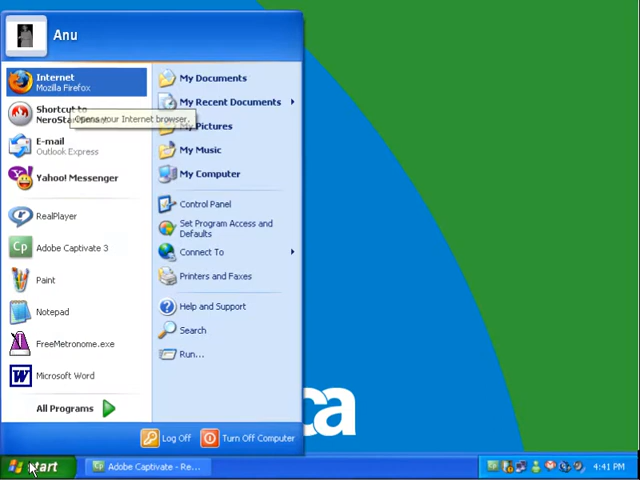 Anu
Internet
Mozilla Firefox
Shortcut to
NeroSta
Opens your Internet browser.
E-mail
Outlook Express
Yahoo! Messenger
RealPlayer
Cp
Adobe Captivate 3
Paint
Notepad
FreeMetronome.exe
W
Microsoft Word
All Programs
My Documents
My Recent Documents
My Pictures
My Music
My Computer
Control Panel
Set Program Access and
Defaults
Connect To
Printers and Faxes
Help and Support
Search
Run...
Log Off
Turn Off Computer
ca
start
Adobe Captivate - Re...
4:41 PM